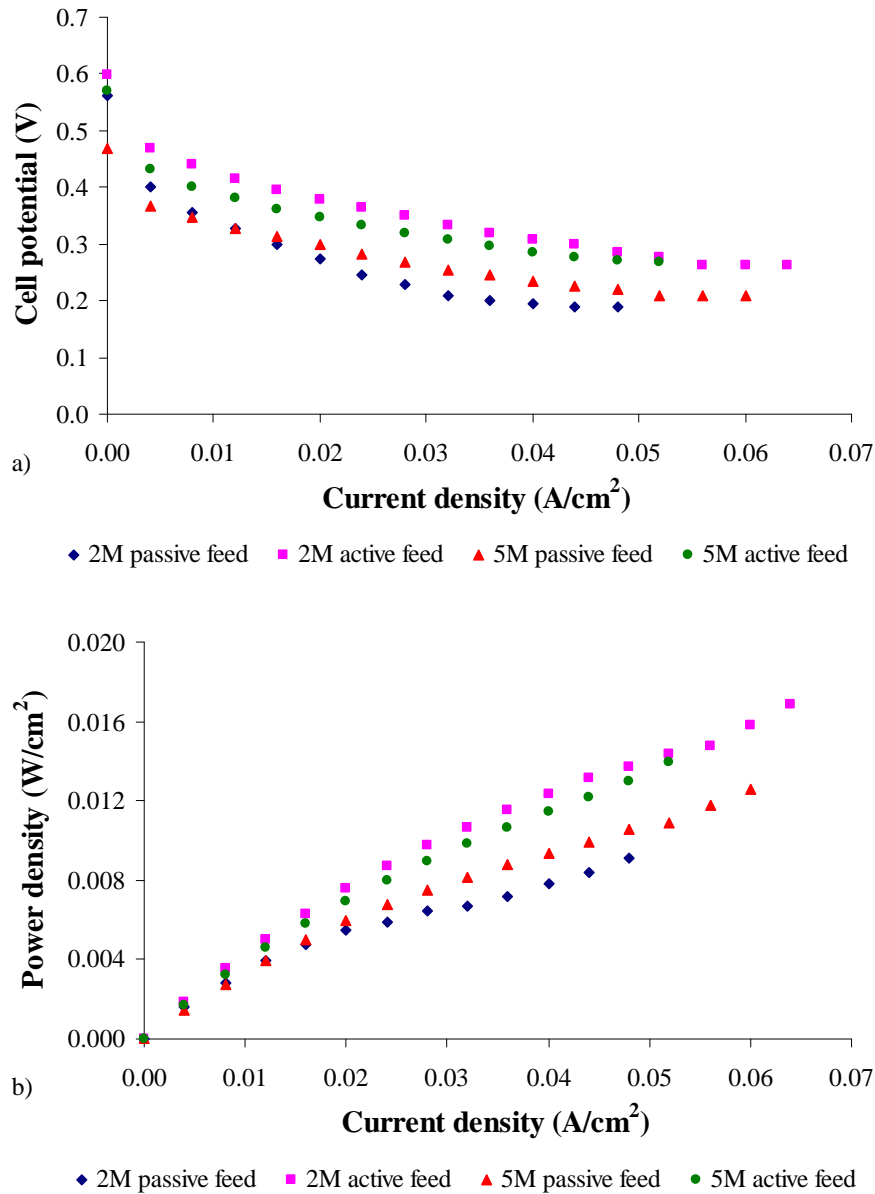 0.7
0.6
0.5
0.4
0.3
0.2
0.1
0.0
Cell potential (V)
0.00 0.01 0.02 0.03 0.04 0.05 0.06 0.07
a)
Current density (A/cm²)
2M passive feed 2M active feed 5M passive feed 5M active feed
0.020
0.016
0.012
0.008
0.004
0.000
Power density (W/cm²)
0.00 0.01 0.02 0.03 0.04 0.05 0.06 0.07
b)
Current density (A/cm²)
2M passive feed 2M active feed 5M passive feed 5M active feed